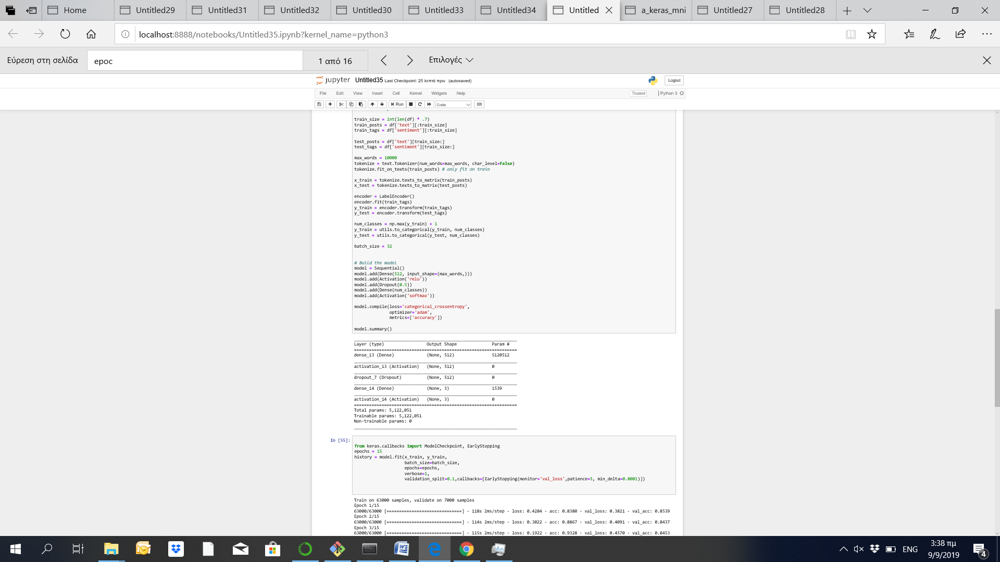 Home Untitled29 Untitled31 Untitled32 Untitled30 Untitled33 Untitled34 Untitled a_keras_mni Untitled27 Untitled28
localhost:8888/notebooks/Untitled35.ipynb?kernel_name=python3
Εύρεση στη σελίδα epoc 1 από 16 Επιλογές
jupyter Untitled35 Last Checkpoint: 25 λεπτά πριν (autosaved) Logout
File Edit View Insert Cell Kernel Widgets Help Trusted Python 3
Run Code
train_size = int(len(df) * .7)
train_posts = df['text'][:train_size]
train_tags = df['sentiment'][:train_size]
test_posts = df['text'][train_size:]
test_tags = df['sentiment'][train_size:]
max_words = 10000
tokenize = text.Tokenizer(num_words=max_words, char_level=False)
tokenize.fit_on_texts(train_posts) # only fit on train
x_train = tokenize.texts_to_matrix(train_posts)
x_test = tokenize.texts_to_matrix(test_posts)
encoder = LabelEncoder()
encoder.fit(train_tags)
y_train = encoder.transform(train_tags)
y_test = encoder.transform(test_tags)
num_classes = np.max(y_train) + 1
y_train = utils.to_categorical(y_train, num_classes)
y_test = utils.to_categorical(y_test, num_classes)
batch_size = 32
# Build the model
model = Sequential()
model.add(Dense(512, input_shape=(max_words,)))
model.add(Activation('relu'))
model.add(Dropout(0.5))
model.add(Dense(num_classes))
model.add(Activation('softmax'))
model.compile(loss='categorical_crossentropy',
optimizer='adam',
metrics=['accuracy'])
model.summary()
Layer (type) Output Shape Param #
dense_13 (Dense) (None, 512) 5120512
activation_13 (Activation) (None, 512) 0
dropout_7 (Dropout) (None, 512) 0
dense_14 (Dense) (None, 3) 1539
activation_14 (Activation) (None, 3) 0
Total params: 5,122,051
Trainable params: 5,122,051
Non-trainable params: 0
In [55]:
from keras.callbacks import ModelCheckpoint, EarlyStopping
epochs = 15
history = model.fit(x_train, y_train,
batch_size=batch_size,
epochs=epochs,
verbose=1,
validation_split=0.1,callbacks=[EarlyStopping(monitor='val_loss',patience=5, min_delta=0.0001)])
Train on 63000 samples, validate on 7000 samples
Epoch 1/15
63000/63000 [==============================] - 118s 2ms/step - loss: 0.4284 - acc: 0.8380 - val_loss: 0.3821 - val_acc: 0.8539
Epoch 2/15
63000/63000 [==============================] - 114s 2ms/step - loss: 0.3022 - acc: 0.8867 - val_loss: 0.4091 - val_acc: 0.8437
Epoch 3/15
63000/63000 [==============================] - 115s 2ms/step - loss: 0.1922 - acc: 0.9328 - val_loss: 0.4570 - val_acc: 0.8453
ENG 3:38 πμ
9/9/2019 4